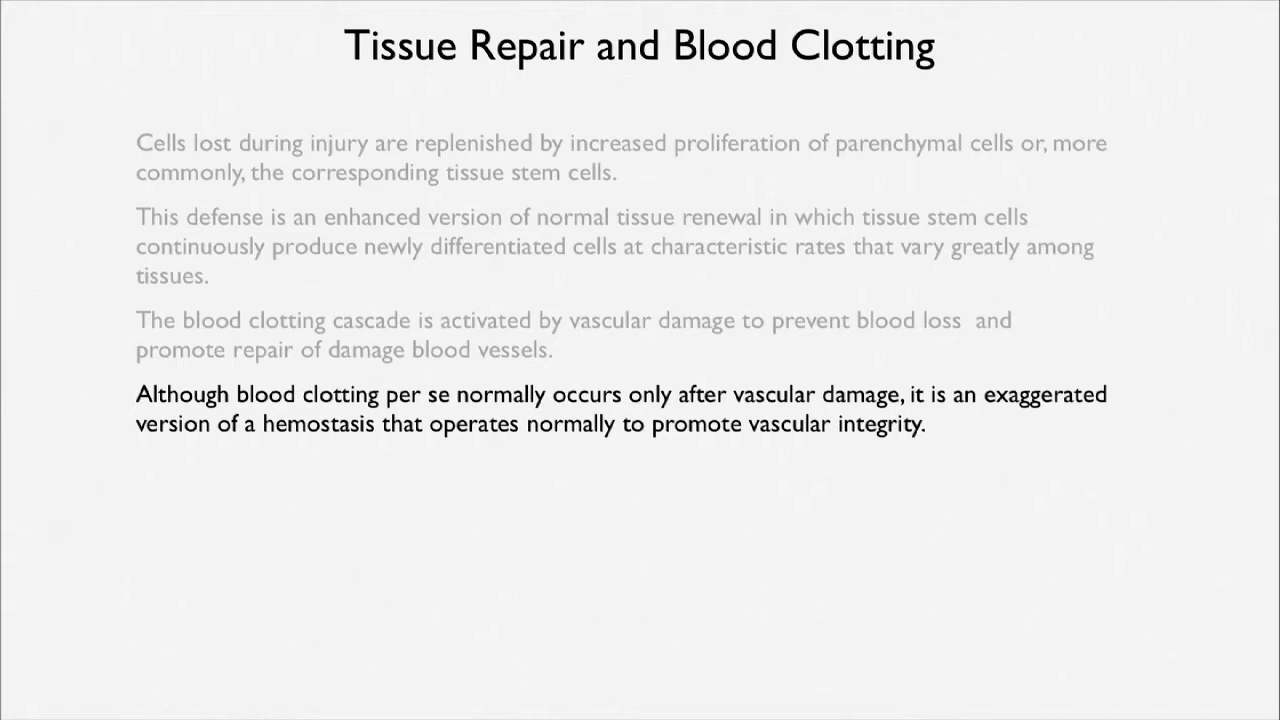 Tissue Repair and Blood Clotting
Cells lost during injury are replenished by increased proliferation of parenchymal cells or, more
commonly, the corresponding tissue stem cells.
This defense is an enhanced version of normal tissue renewal in which tissue stem cells
continuously produce newly differentiated cells at characteristic rates that vary greatly among
tissues.
The blood clotting cascade is activated by vascular damage to prevent blood loss  and
promote repair of damage blood vessels.
Although blood clotting per se normally occurs only after vascular damage, it is an exaggerated
version of a hemostasis that operates normally to promote vascular integrity.